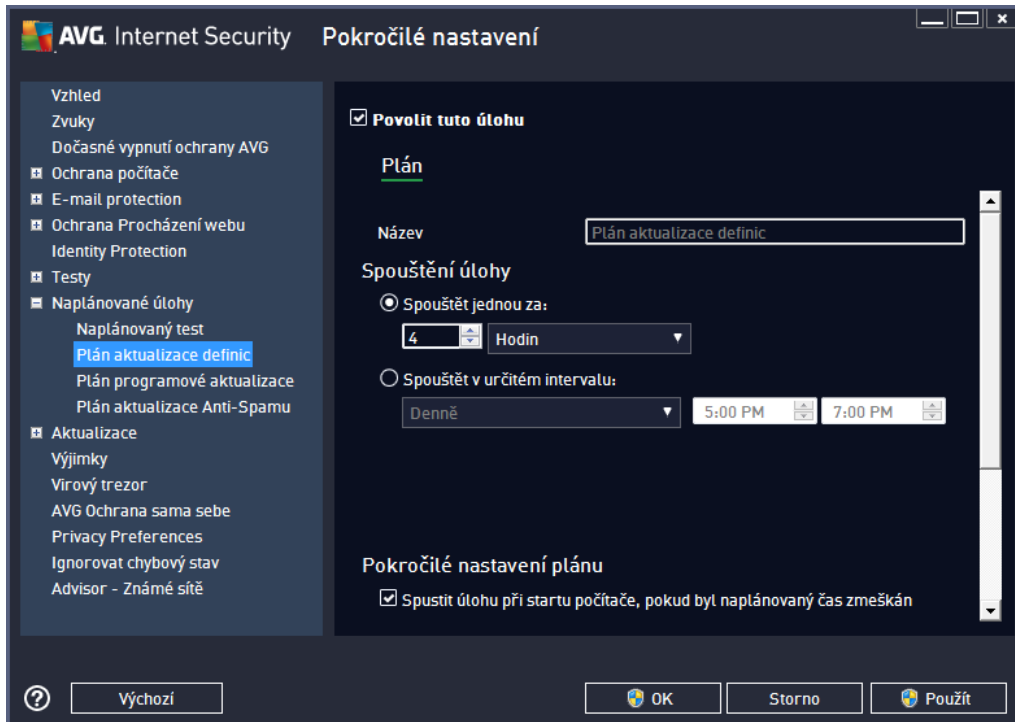 AVG. Internet Security Pokročilé nastavení
Vzhled
Zvuky
Dočasné vypnutí ochrany AVG
Ochrana počítače
E-mail protection
Ochrana Procházení webu
Identity Protection
Testy
Naplánované úlohy
Naplánovaný test
Plán aktualizace definic
Plán programové aktualizace
Plán aktualizace Anti-Spamu
Aktualizace
Výjimky
Virový trezor
AVG Ochrana sama sebe
Privacy Preferences
Ignorovat chybový stav
Advisor - Známé sítě
Povolit tuto úlohu
Plán
Název Plán aktualizace definic
Spouštění úlohy
Spouštět jednou za:
4 Hodin
Spouštět v určitém intervalu:
Denně 5:00 PM 7:00 PM
Pokročilé nastavení plánu
Spustit úlohu při startu počítače, pokud byl naplánovaný čas zmeškán
? Výchozí OK Storno Použít